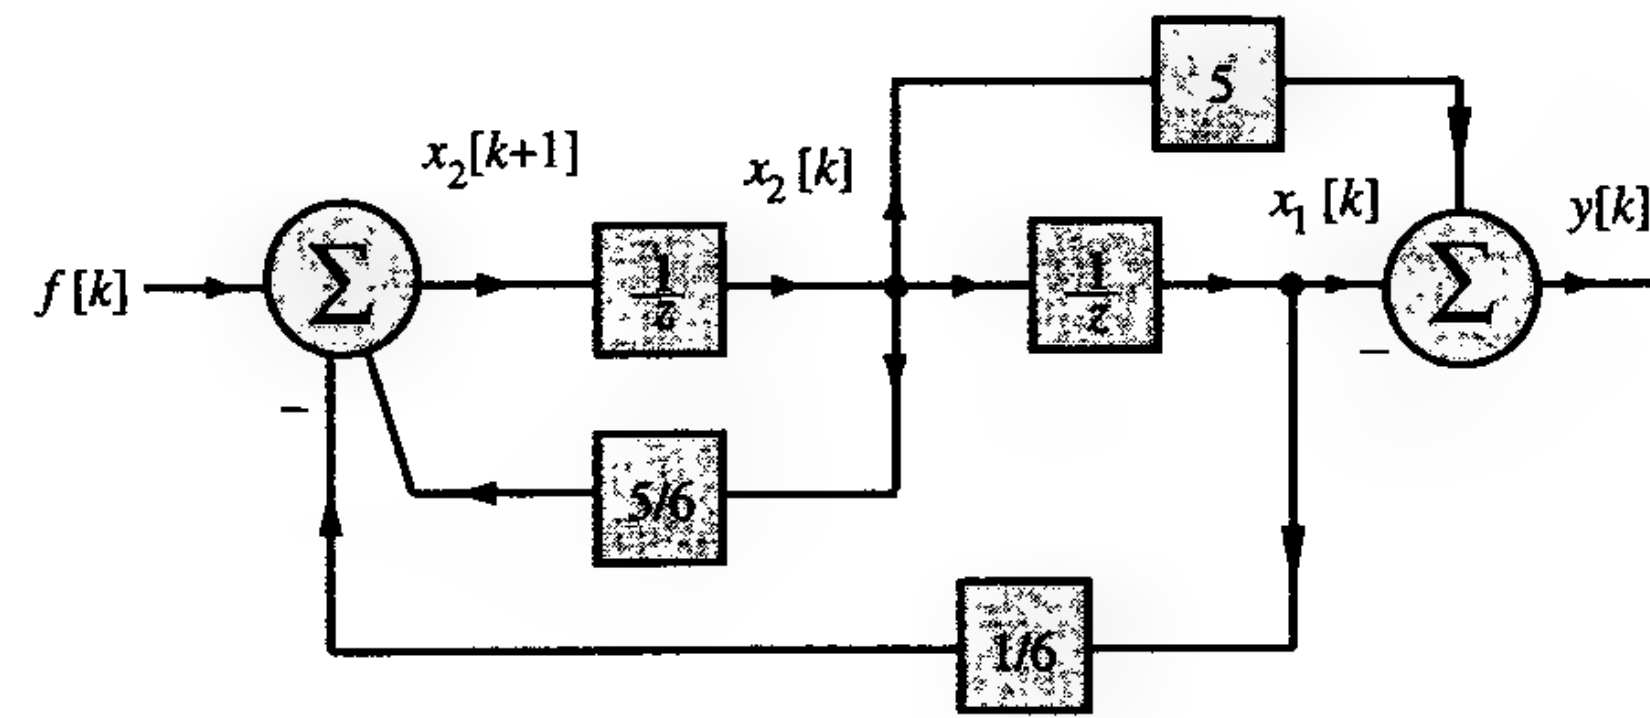 5
x₂[k+1]
x₂ [k]
x₁ [k]
y[k]
f [k]
Σ
1/z
1/z
Σ
−
−
5/6
1/6